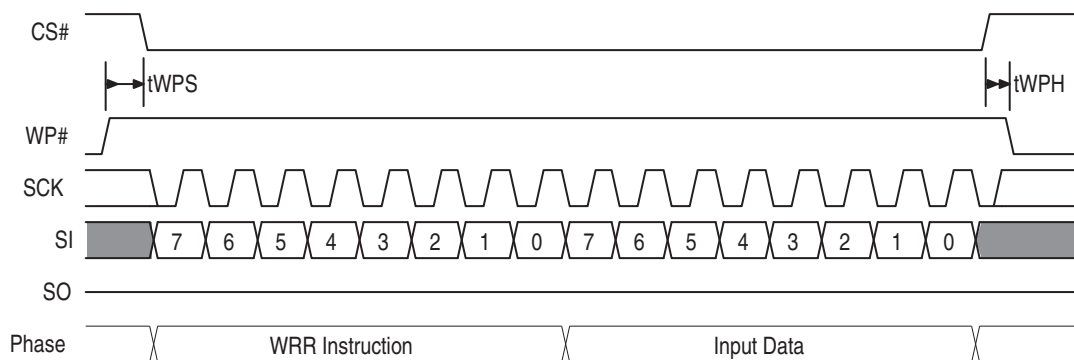 CS#
tWPS
tWPH
WP#
SCK
SI 7 6 5 4 3 2 1 0 7 6 5 4 3 2 1 0
SO
Phase WRR Instruction Input Data